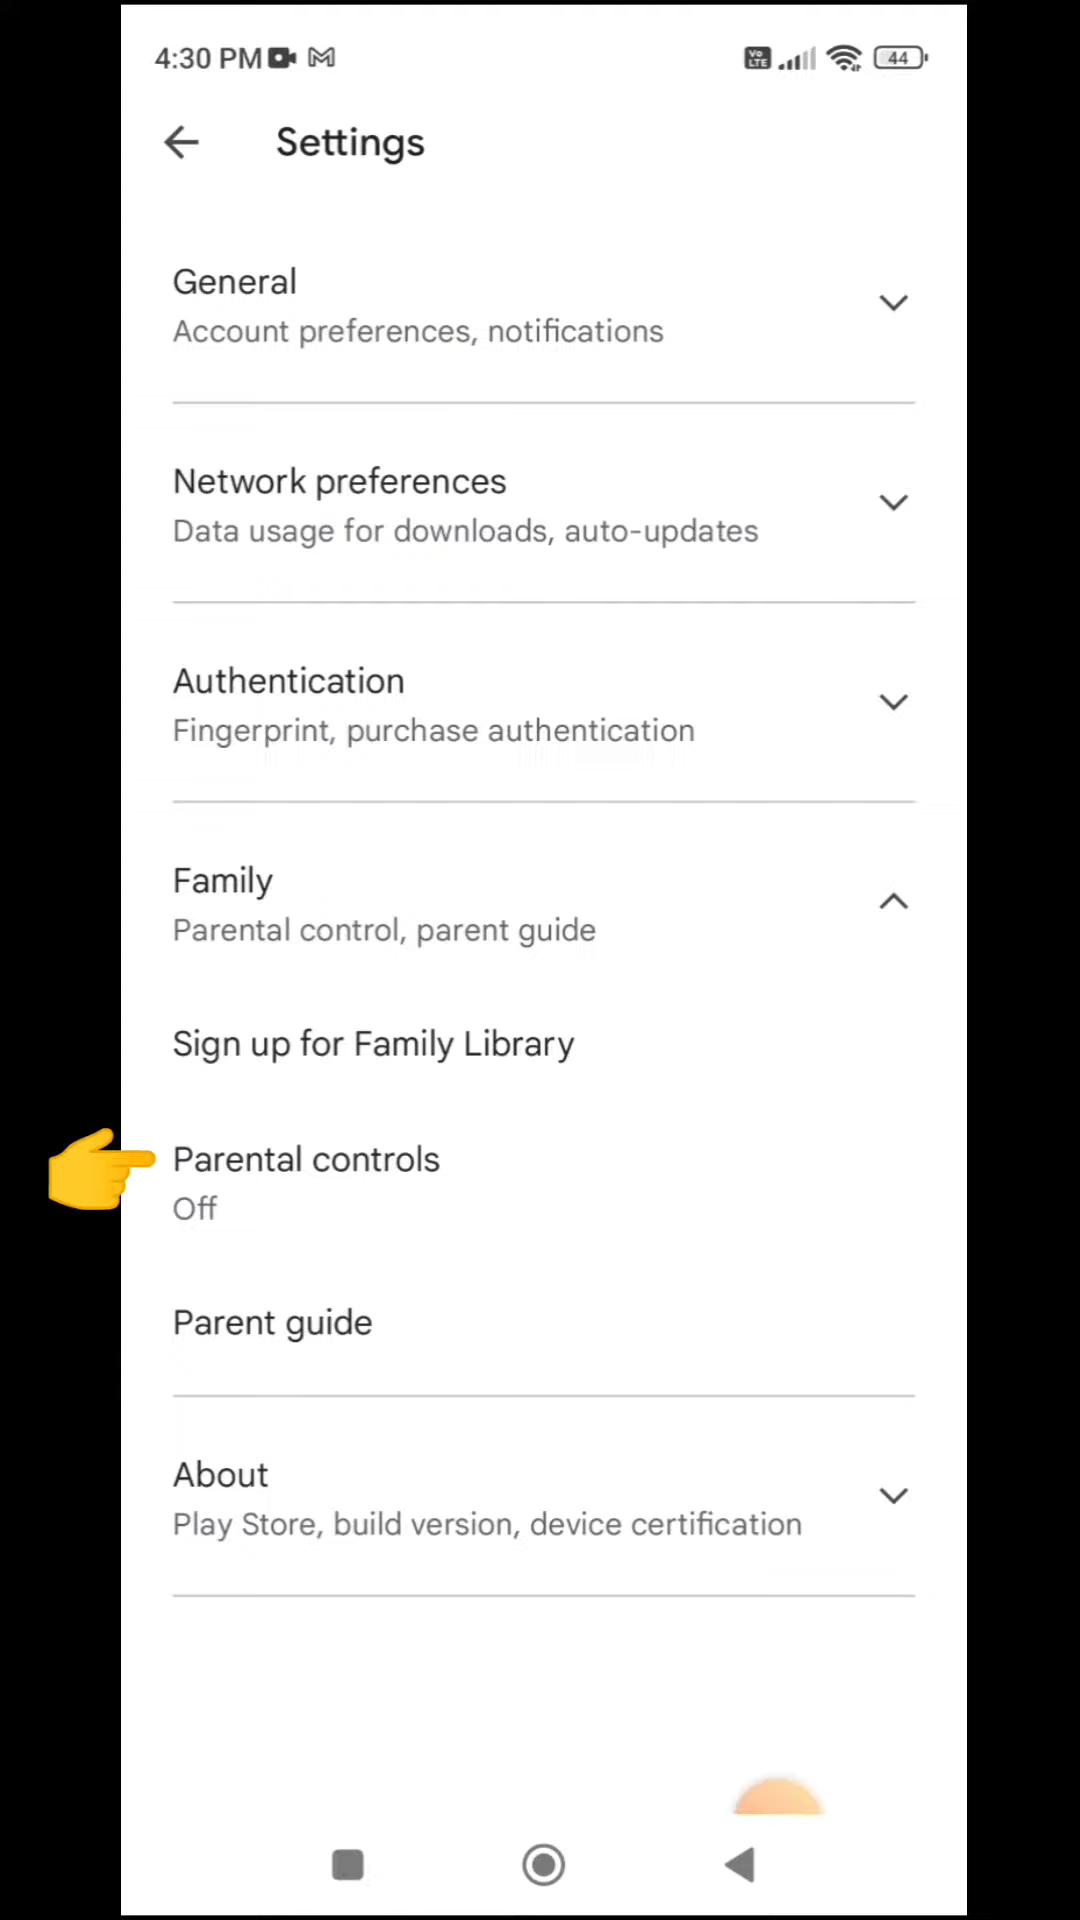 4:30 PM
Vo LTE
44
Settings
General
Account preferences, notifications
Network preferences
Data usage for downloads, auto-updates
Authentication
Fingerprint, purchase authentication
Family
Parental control, parent guide
Sign up for Family Library
Parental controls
Off
Parent guide
About
Play Store, build version, device certification